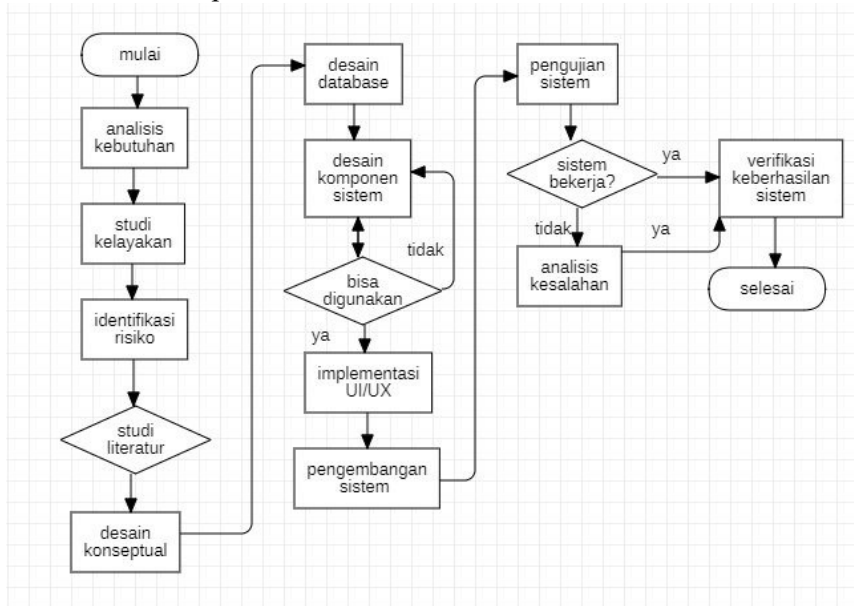 mulai
analisis
kebutuhan
studi
kelayakan
identifikasi
risiko
studi
literatur
desain
konseptual
desain
database
desain
komponen
sistem
tidak
bisa
digunakan
ya
implementasi
UI/UX
pengembangan
sistem
pengujian
sistem
sistem
bekerja?
ya
tidak
ya
analisis
kesalahan
verifikasi
keberhasilan
sistem
selesai